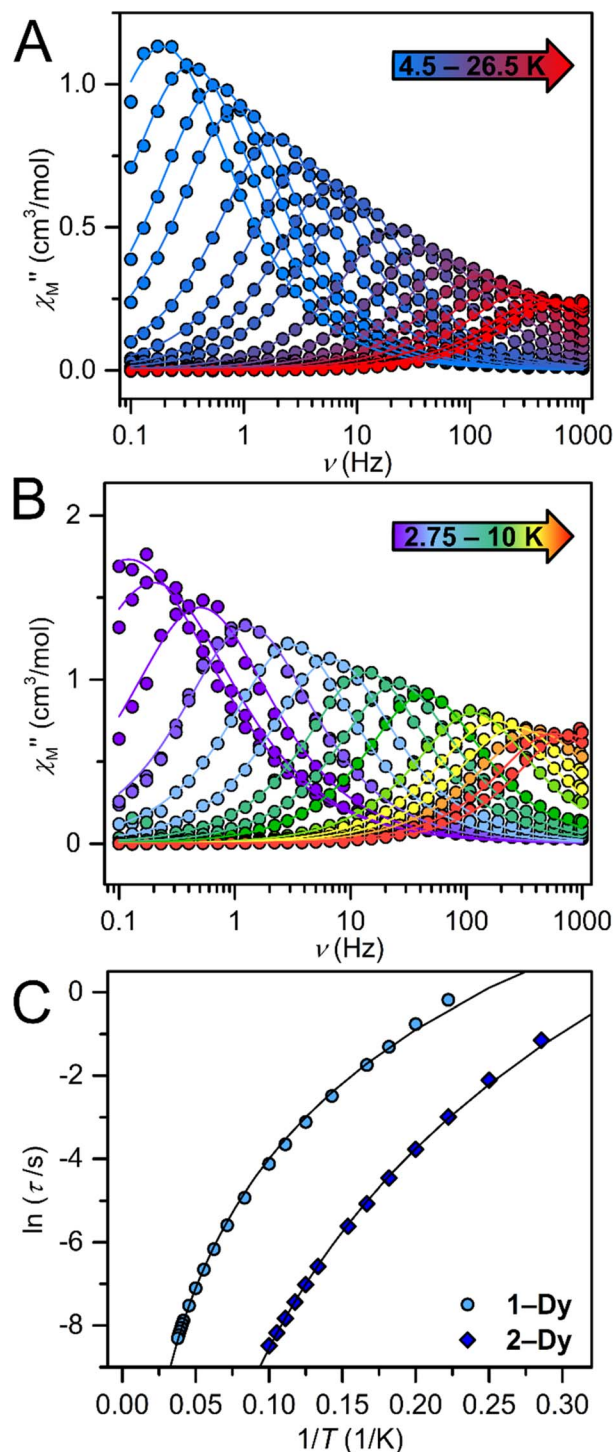 A
4.5 – 26.5 K
χM'' (cm³/mol)
1.0
0.5
0.0
0.1 1 10 100 1000
ν (Hz)
B
2.75 – 10 K
χM'' (cm³/mol)
2
1
0
0.1 1 10 100 1000
ν (Hz)
C
ln (τ/s)
0
-2
-4
-6
-8
1–Dy
2–Dy
0.00 0.05 0.10 0.15 0.20 0.25 0.30
1/T (1/K)